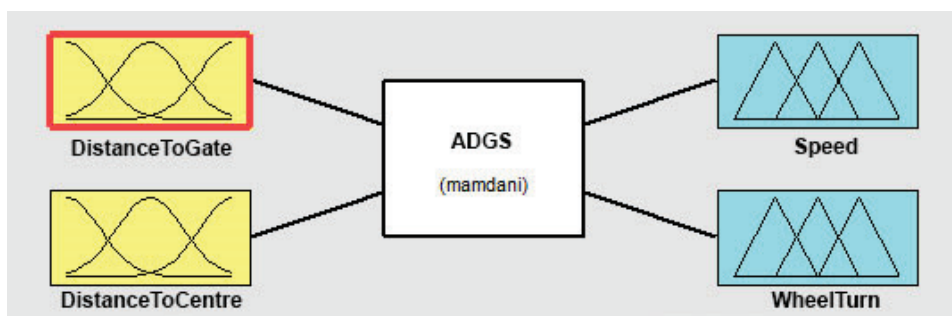 DistanceToGate
DistanceToCentre
ADGS
(mamdani)
Speed
WheelTurn